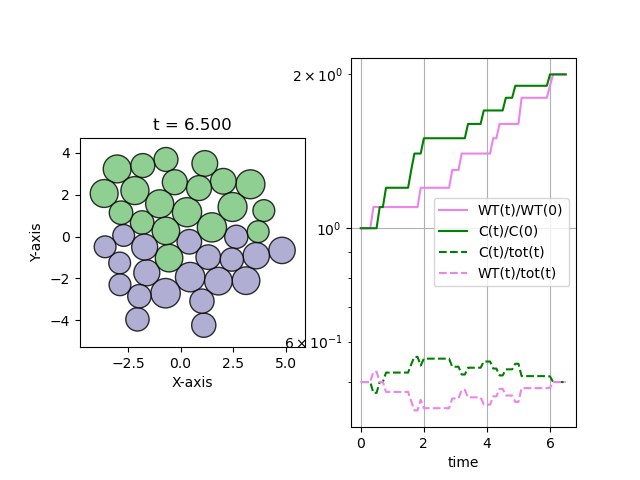 t = 6.500
Y-axis
4
2
0
−2
−4
−2.5
0.0
2.5
5.0
X-axis
2 × 10⁰
10⁰
6 × 10⁻¹
WT(t)/WT(0)
C(t)/C(0)
C(t)/tot(t)
WT(t)/tot(t)
0
2
4
6
time